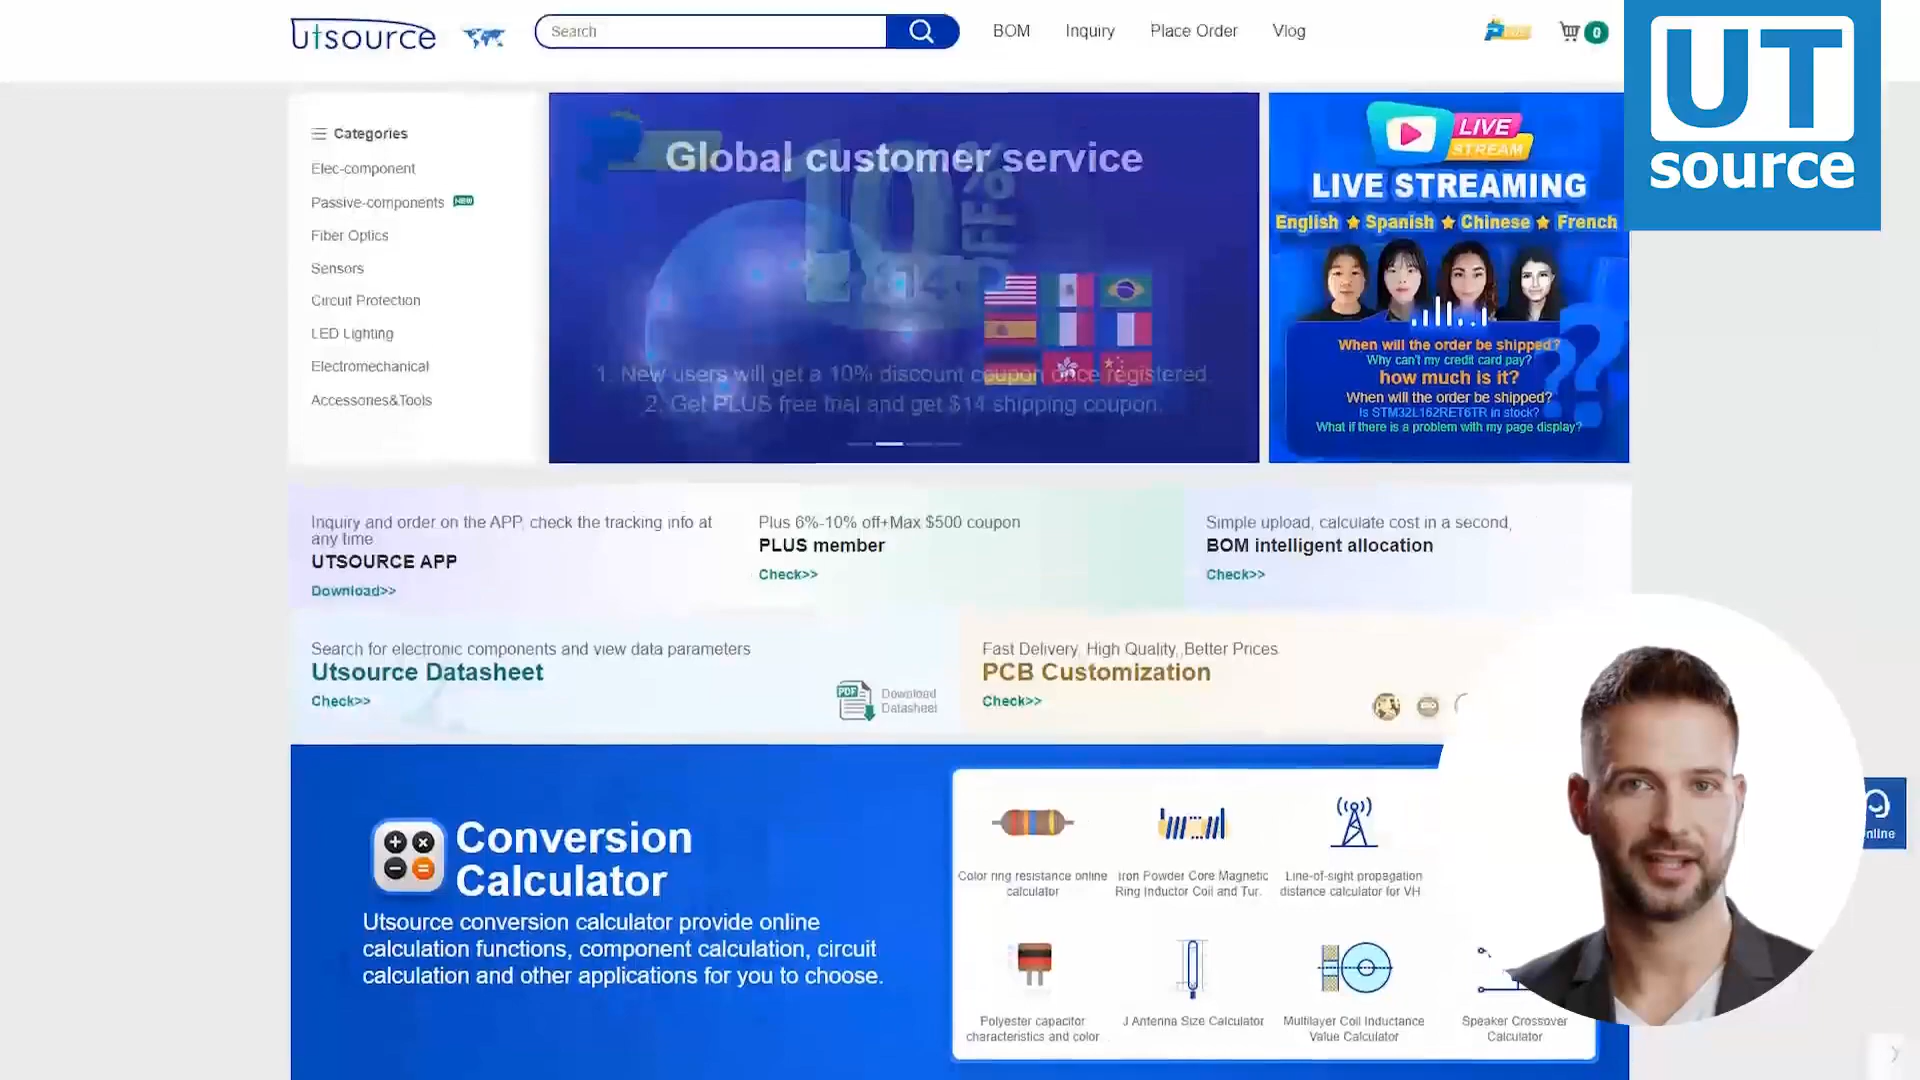 utsource
Search
BOM
Inquiry
Place Order
Vlog
0
UT
source
Categories
Elec-component
Passive-components NEW
Fiber Optics
Sensors
Circuit Protection
LED Lighting
Electromechanical
Accessories&Tools
Global customer service
10% OFF
$14
1. New users will get a 10% discount coupon once registered.
2. Get PLUS free trial and get $14 shipping coupon.
LIVE
STREAM
LIVE STREAMING
English ★ Spanish ★ Chinese ★ French
When will the order be shipped?
Why can't my credit card pay?
how much is it?
When will the order be shipped?
Is STM32L162RET6TR in stock?
What if there is a problem with my page display?
Inquiry and order on the APP, check the tracking info at
any time
UTSOURCE APP
Download>>
Plus 6%-10% off+Max $500 coupon
PLUS member
Check>>
Simple upload, calculate cost in a second,
BOM intelligent allocation
Check>>
Search for electronic components and view data parameters
Utsource Datasheet
Check>>
PDF
Download
Datasheet
Fast Delivery, High Quality, Better Prices
PCB Customization
Check>>
Conversion
Calculator
Utsource conversion calculator provide online
calculation functions, component calculation, circuit
calculation and other applications for you to choose.
Color ring resistance online
calculator
Iron Powder Core Magnetic
Ring Inductor Coil and Tur.
Line-of-sight propagation
distance calculator for VH
Polyester capacitor
characteristics and color
J Antenna Size Calculator
Multilayer Coil Inductance
Value Calculator
Speaker Crossover
Calculator
nline